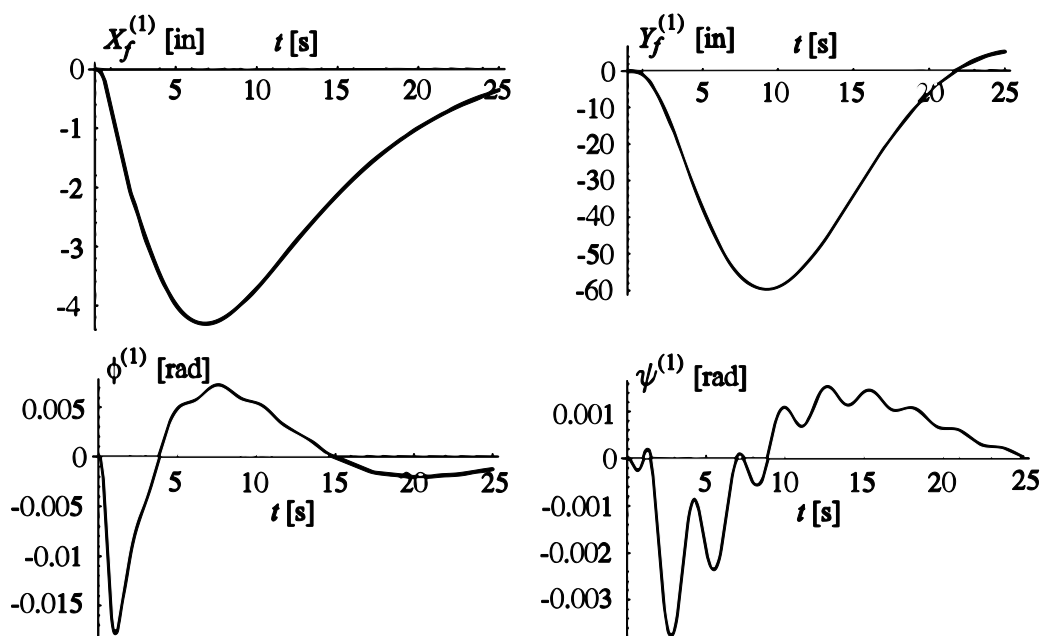 X_f^(1) [in] t [s]
0
5 10 15 20 25
-1
-2
-3
-4
Y_f^(1) [in] t [s]
0
5 10 15 20 25
-10
-20
-30
-40
-50
-60
ϕ^(1) [rad]
0.005
0
5 10 15 20 25
-0.005
t [s]
-0.01
-0.015
ψ^(1) [rad]
0.001
0
5 10 15 20 25
-0.001
t [s]
-0.002
-0.003